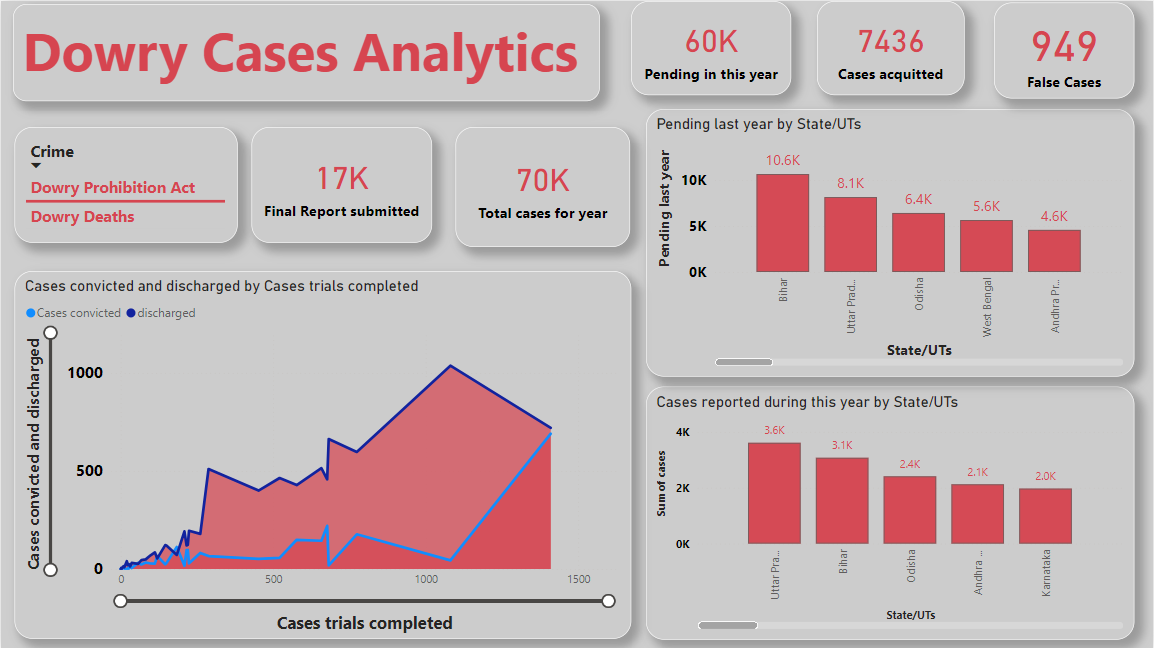 Dowry Cases Analytics
60K
Pending in this year
7436
Cases acquitted
949
False Cases
Crime
Dowry Prohibition Act
Dowry Deaths
17K
Final Report submitted
70K
Total cases for year
Pending last year by State/UTs
Pending last year
10K
5K
0K
10.6K
8.1K
6.4K
5.6K
4.6K
Bihar
Uttar Prad...
Odisha
West Bengal
Andhra Pr...
State/UTs
Cases convicted and discharged by Cases trials completed
Cases convicted
discharged
Cases convicted and discharged
1000
500
0
0
500
1000
1500
Cases trials completed
Cases reported during this year by State/UTs
Sum of cases
4K
2K
0K
3.6K
3.1K
2.4K
2.1K
2.0K
Uttar Pra...
Bihar
Odisha
Andhra ...
Karnataka
State/UTs